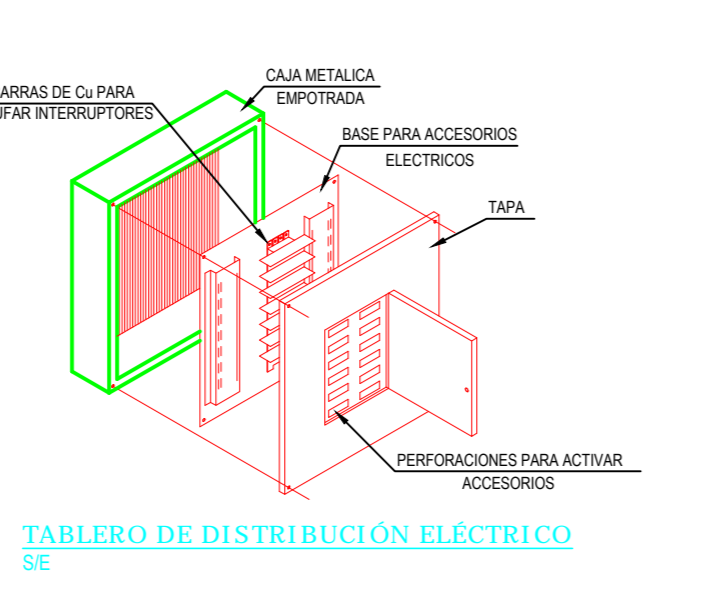 CAJA METALICA
EMPOTRADA
ARRAS DE Cu PARA
UFAR INTERRUPTORES
BASE PARA ACCESORIOS
ELECTRICOS
TAPA
PERFORACIONES PARA ACTIVAR
ACCESORIOS
TABLERO DE DISTRIBUCIÓN ELÉCTRICO
S/E